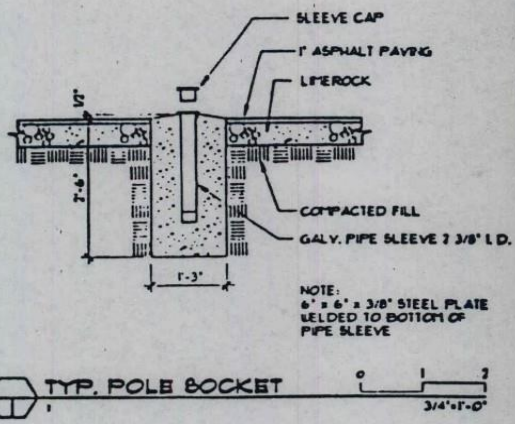 SLEEVE CAP
1" ASPHALT PAVING
LIMEROCK
1/2"
2'-6"
COMPACTED FILL
GALV. PIPE SLEEVE 2 3/8" I.D.
1'-3"
NOTE:
6" x 6" x 3/8" STEEL PLATE
WELDED TO BOTTOM OF
PIPE SLEEVE
TYP. POLE SOCKET
0 1 2
1
3/4"=1'-0"